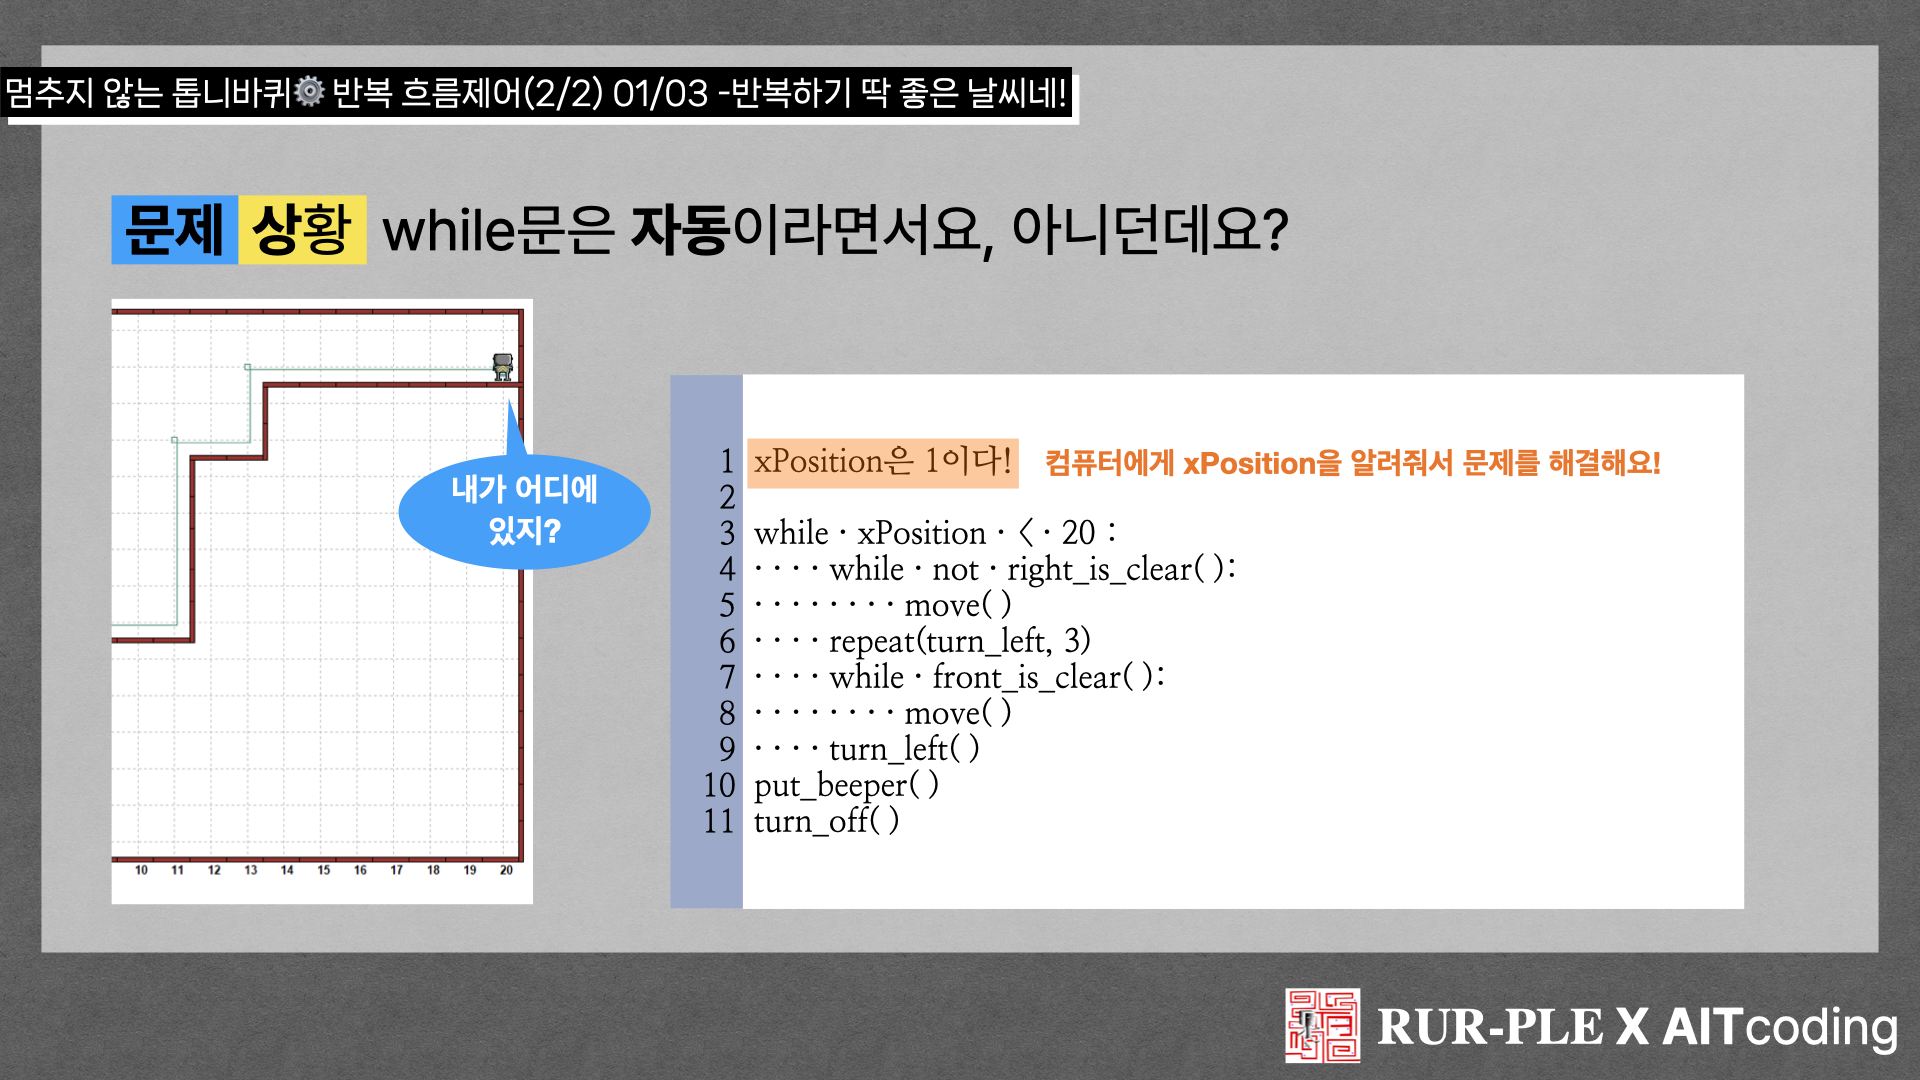 멈추지 않는 톱니바퀴⚙️ 반복 흐름제어(2/2) 01/03 -반복하기 딱 좋은 날씨네!
문제 상황 while문은 자동이라면서요, 아니던데요?
내가 어디에
있지?
10 11 12 13 14 15 16 17 18 19 20
1 xPosition은 1이다! 컴퓨터에게 xPosition을 알려줘서 문제를 해결해요!
2
3 while · xPosition · < · 20 :
4 · · · · while · not · right_is_clear( ):
5 · · · · · · · · move( )
6 · · · · repeat(turn_left, 3)
7 · · · · while · front_is_clear( ):
8 · · · · · · · · move( )
9 · · · · turn_left( )
10 put_beeper( )
11 turn_off( )
RUR-PLE X AITcoding